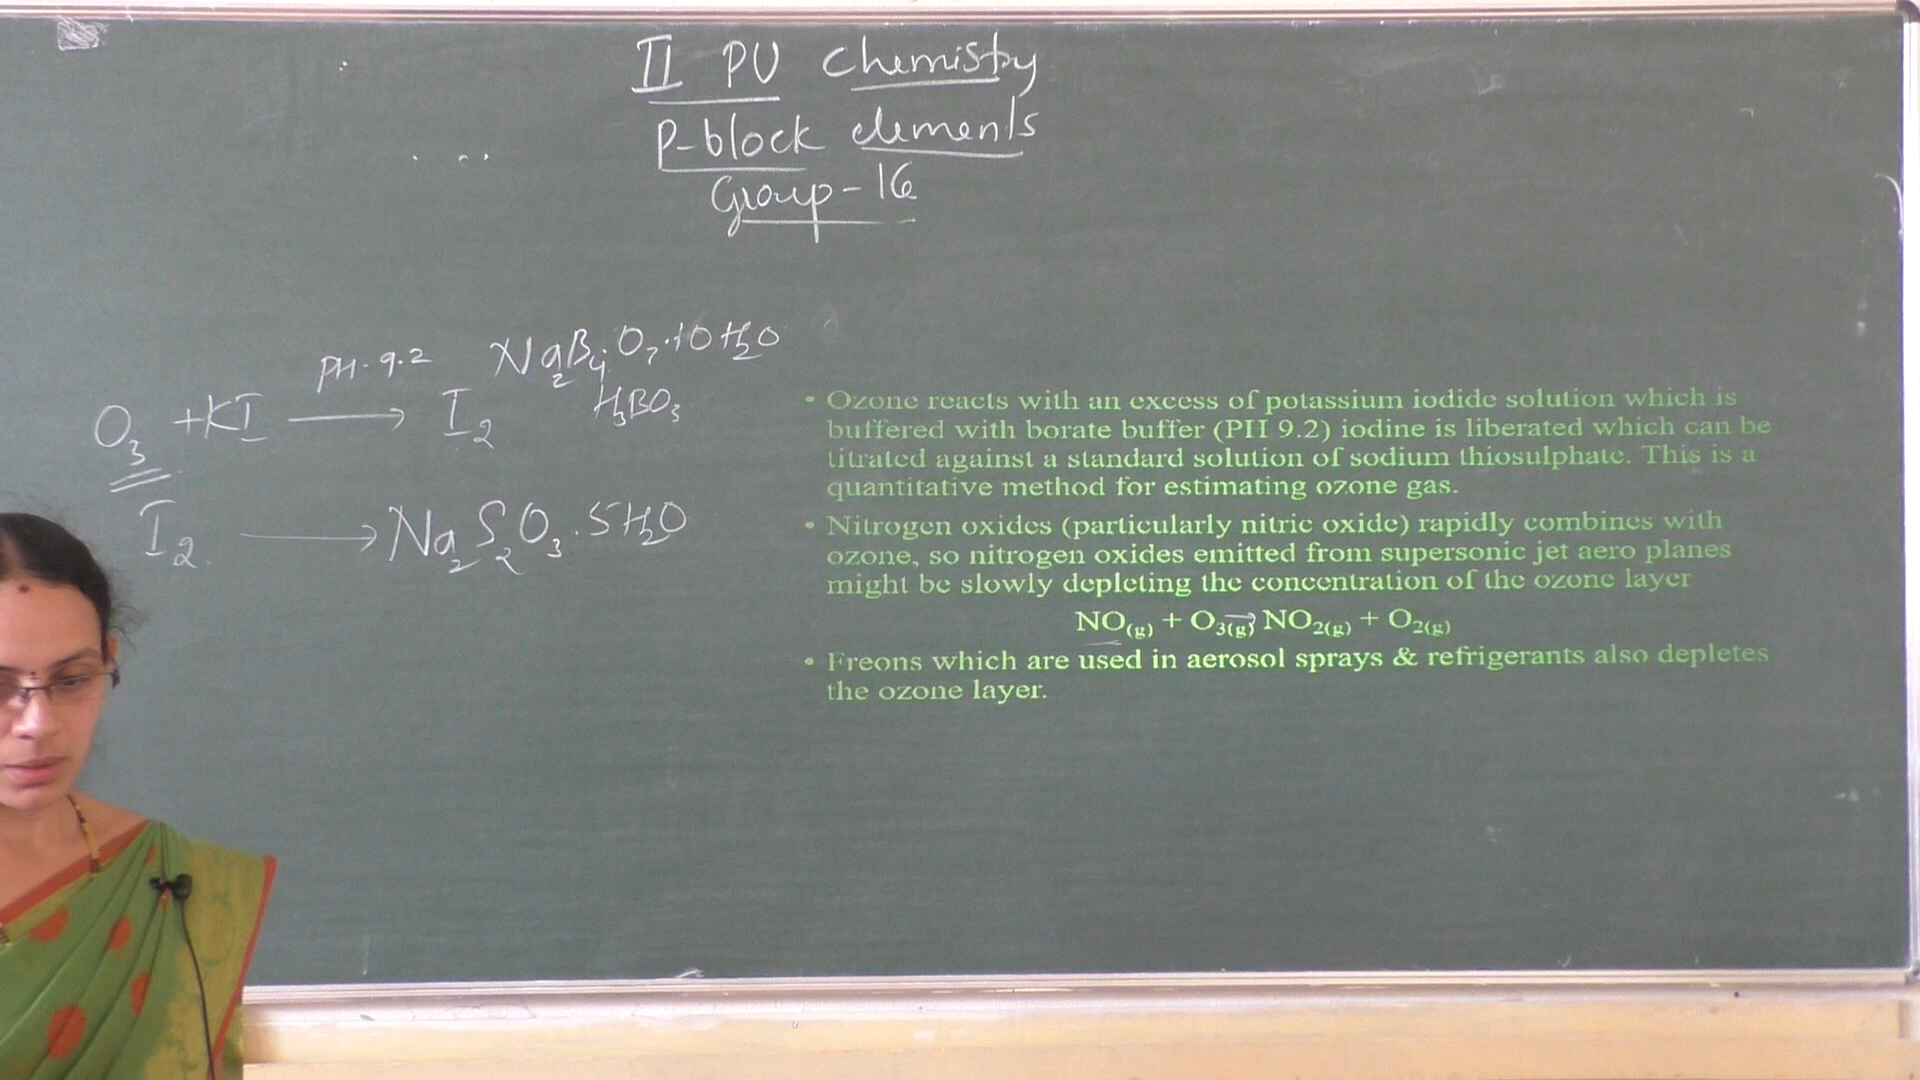 II PU Chemistry
P-block elements
Group-16
PH-9.2 Na2B4O7.10H2O
O3 +KI → I2 H3BO3
I2 → Na2S2O3.5H2O
• Ozone reacts with an excess of potassium iodide solution which is
buffered with borate buffer (PH 9.2) iodine is liberated which can be
titrated against a standard solution of sodium thiosulphate. This is a
quantitative method for estimating ozone gas.
• Nitrogen oxides (particularly nitric oxide) rapidly combines with
ozone, so nitrogen oxides emitted from supersonic jet aero planes
might be slowly depleting the concentration of the ozone layer
NO(g) + O3(g) → NO2(g) + O2(g)
• Freons which are used in aerosol sprays & refrigerants also depletes
the ozone layer.